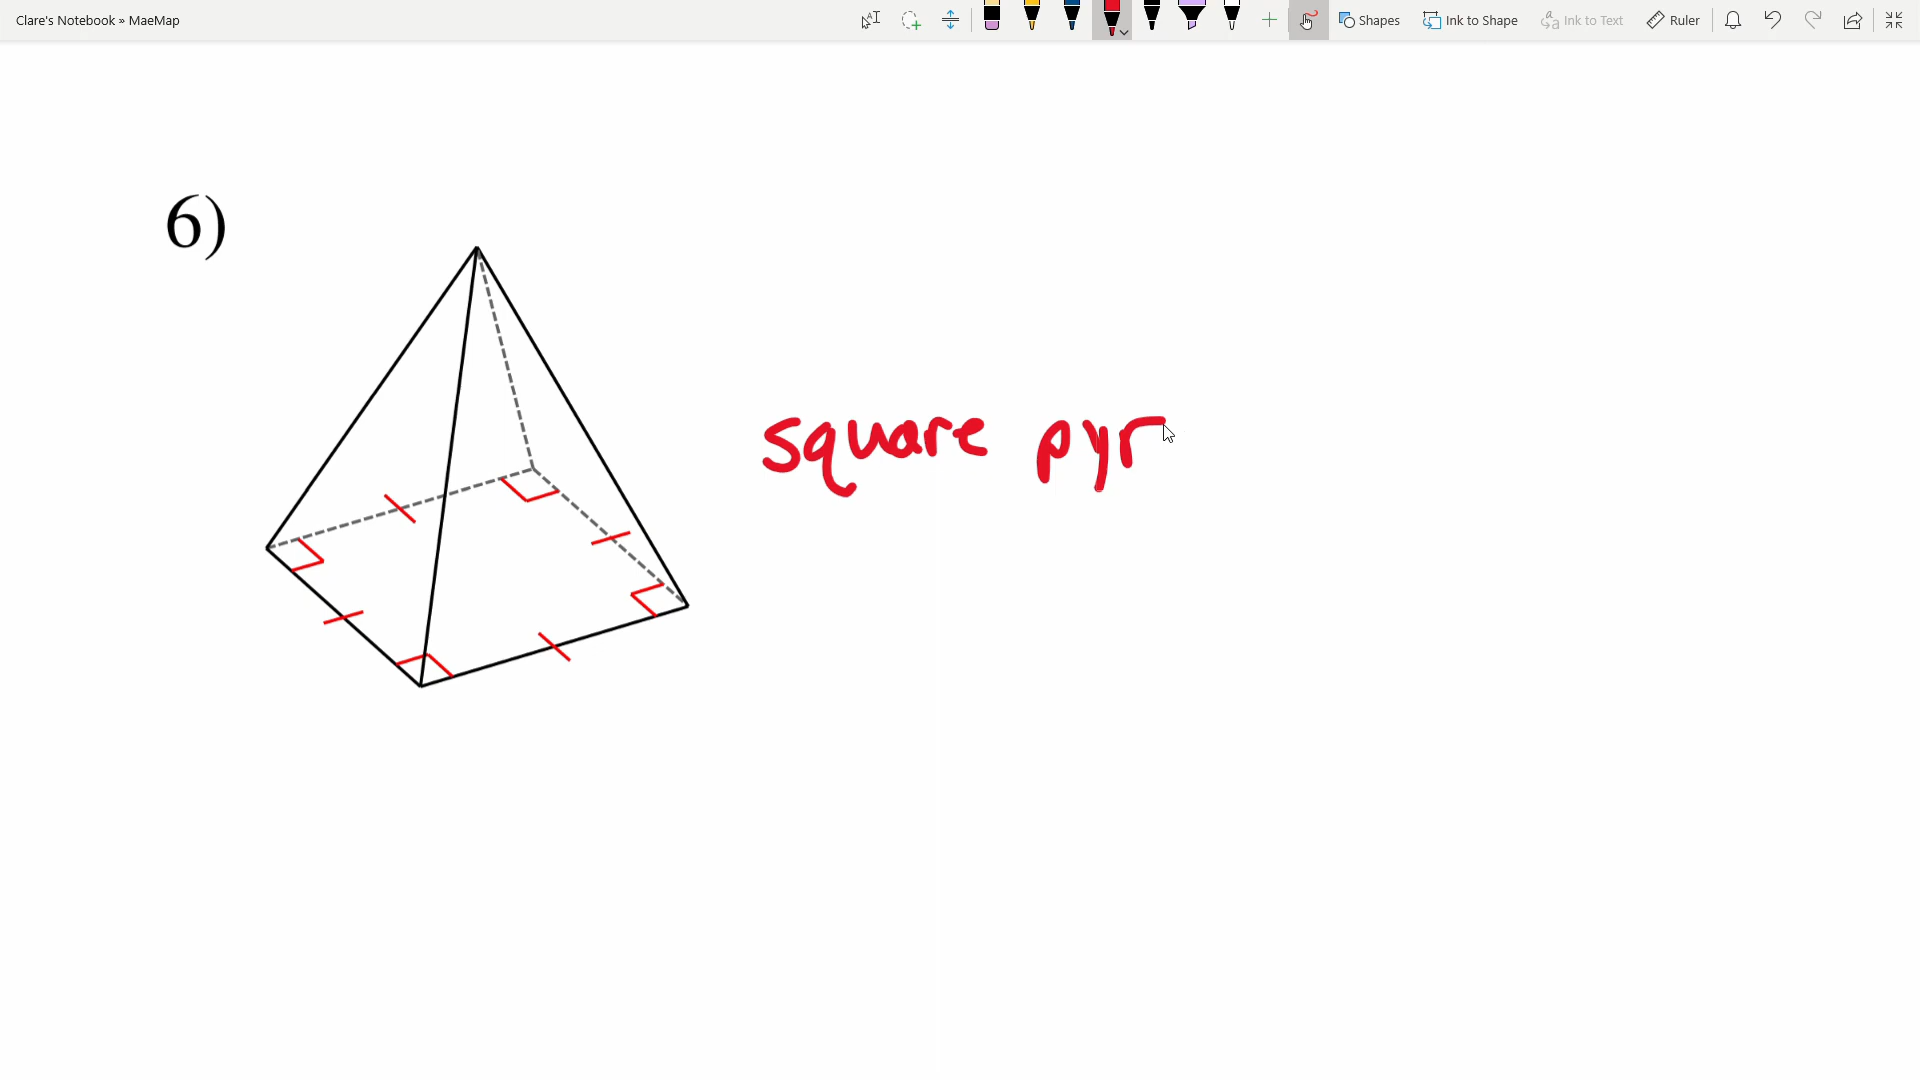 Clare's Notebook » MaeMap
Shapes
Ink to Shape
Ink to Text
Ruler
6)
square pyr